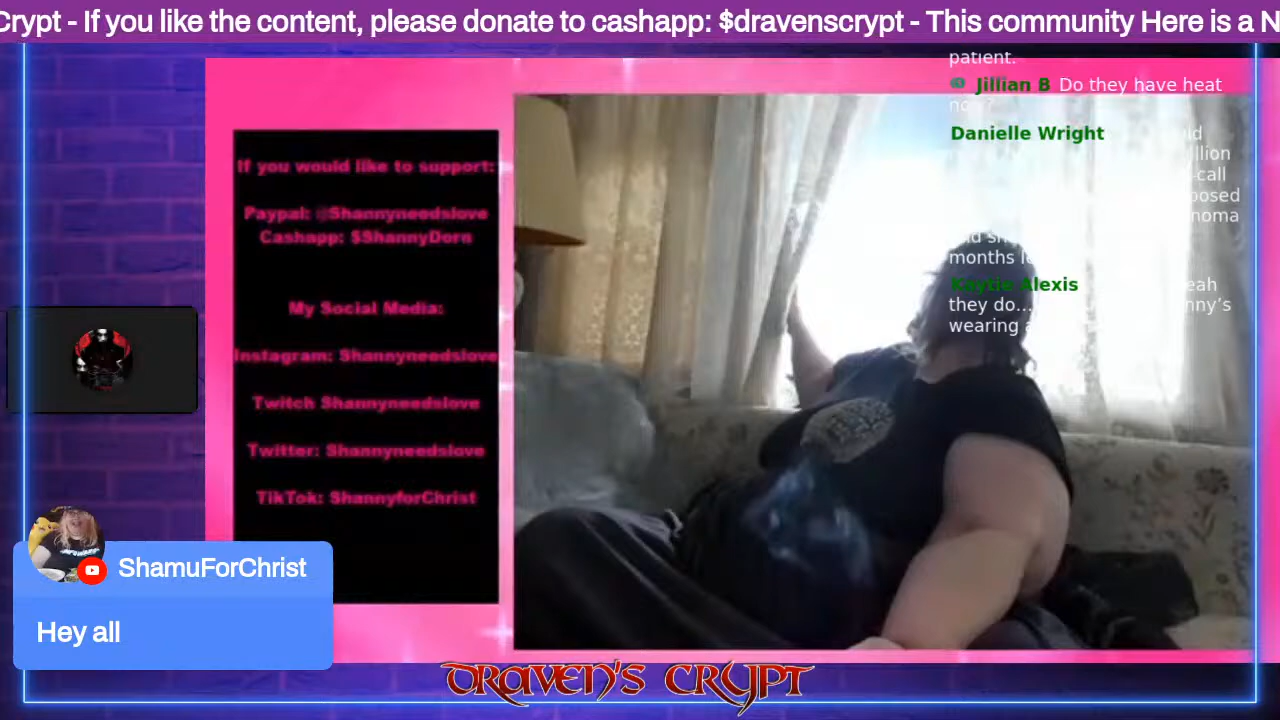 Crypt - If you like the content, please donate to cashapp: $dravenscrypt - This community Here is a N
patient.
Jillian B Do they have heat
now?
Danielle Wright
months
Kaytie Alexis
they do...
wearing
If you would like to support:
Paypal: @Shannyneedslove
Cashapp: $ShannyDorn
My Social Media:
Instagram: Shannyneedslove
Twitch Shannyneedslove
Twitter: Shannyneedslove
TikTok: ShannyforChrist
ShamuForChrist
Hey all
DRAVEN'S CRYPT